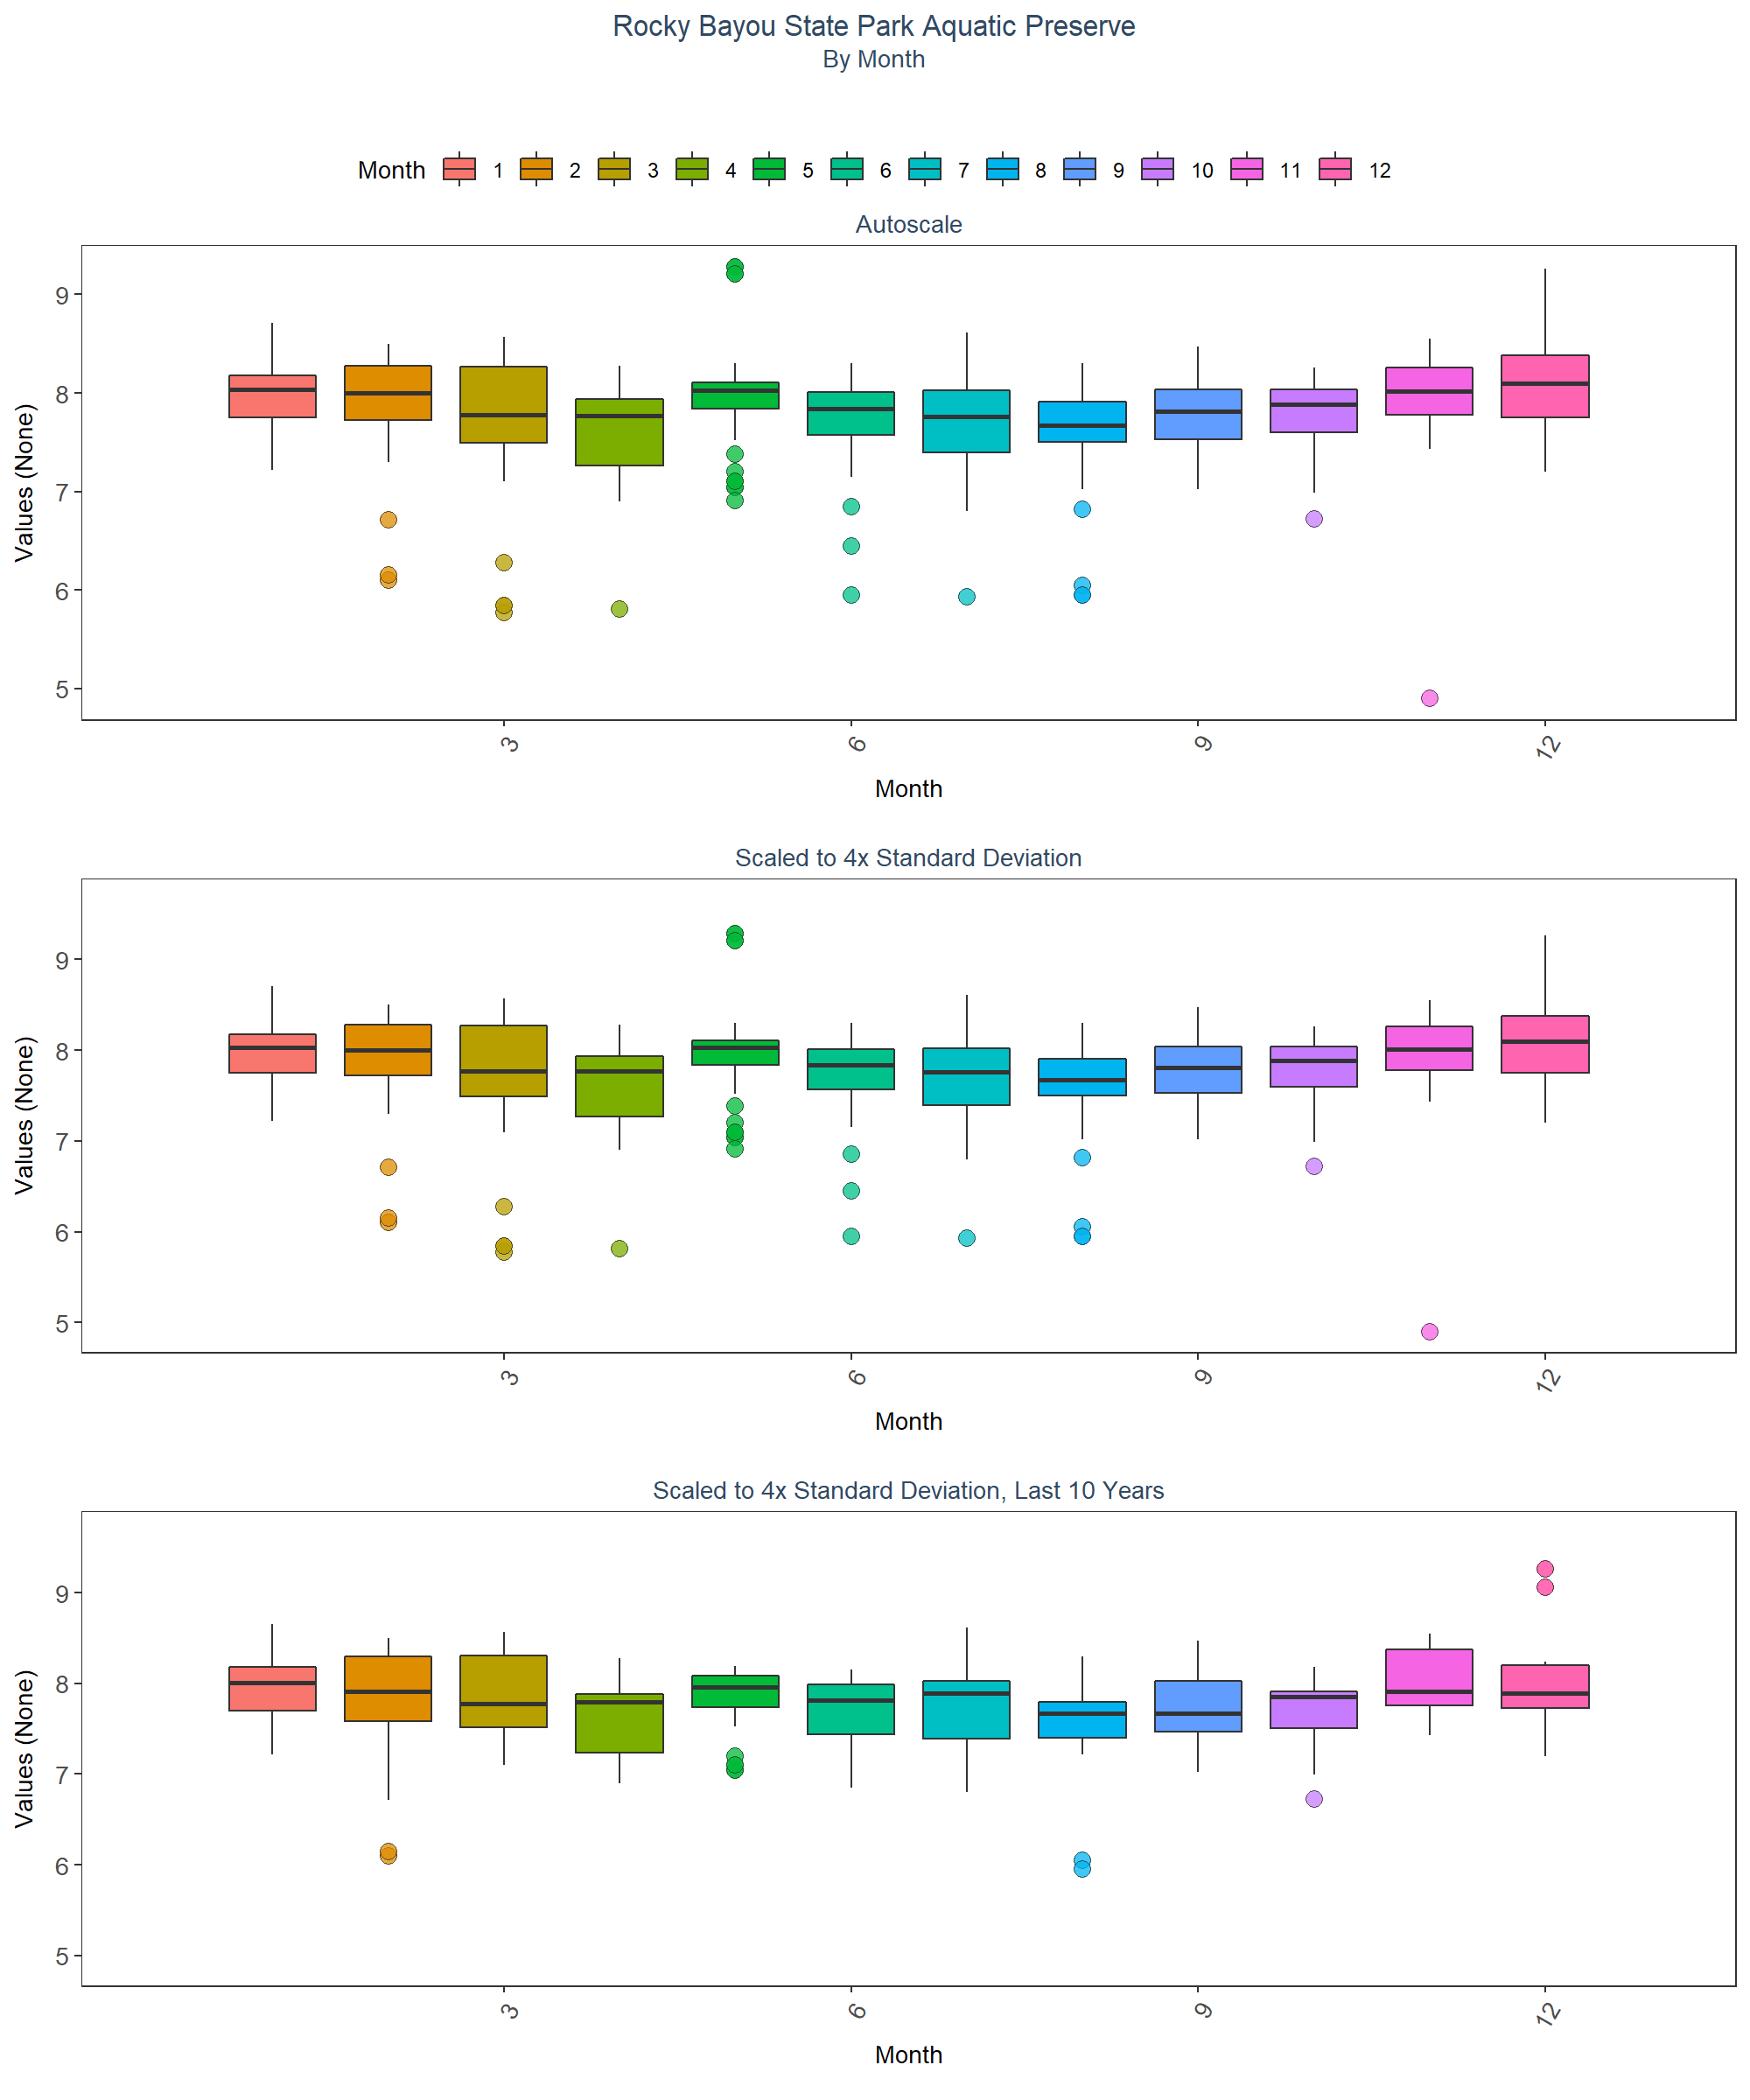 Rocky Bayou State Park Aquatic Preserve
By Month
Month 1 2 3 4 5 6 7 8 9 10 11 12
Autoscale
Values (None)
9
8
7
6
5
3 6 9 12
Month
Scaled to 4x Standard Deviation
Values (None)
9
8
7
6
5
3 6 9 12
Month
Scaled to 4x Standard Deviation, Last 10 Years
Values (None)
9
8
7
6
5
3 6 9 12
Month